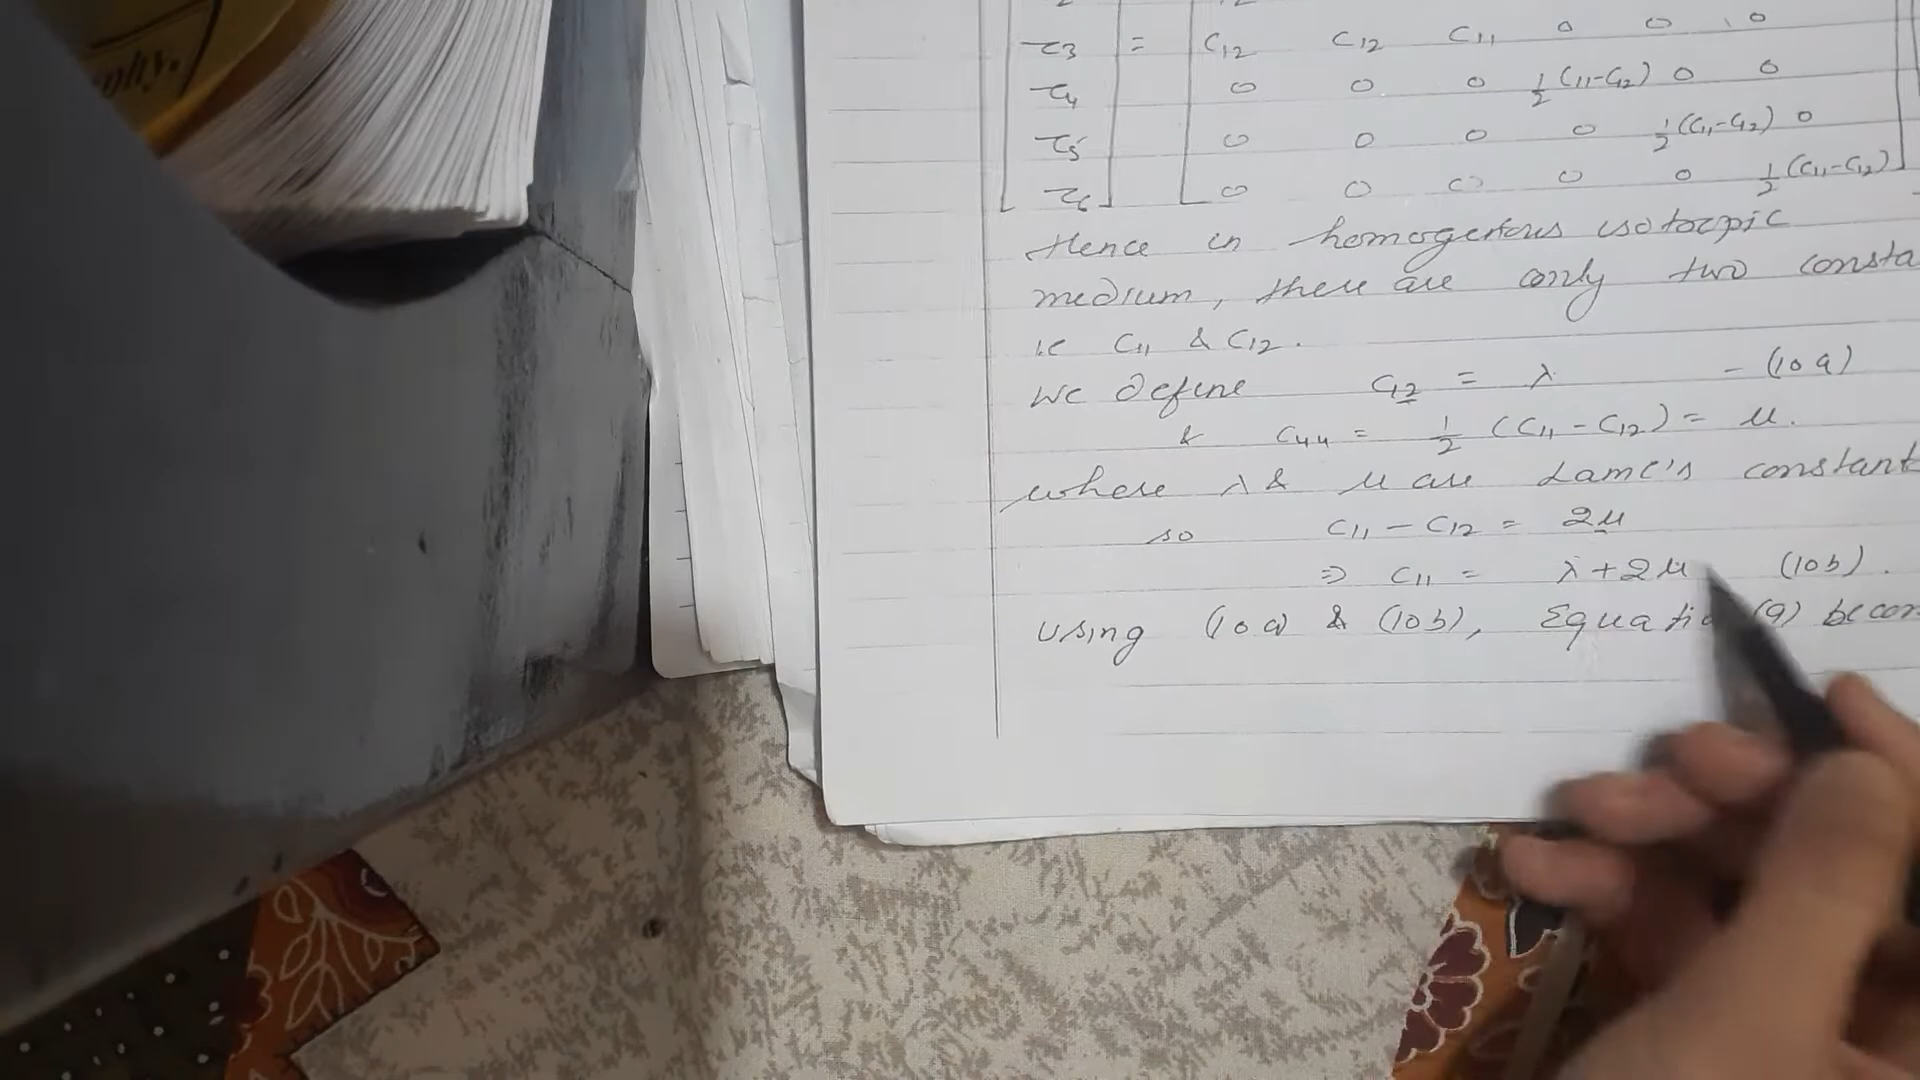 τ3 = C12 C12 C11 0 0 0
τ4 0 0 0 1/2(C11-C12) 0 0
τ5 0 0 0 0 1/2(C11-C12) 0
τ6 0 0 0 0 0 1/2(C11-C12)
Hence in homogenous isotropic
medium, there are only two consta
ie C11 & C12.
We define C12 = λ - (10a)
& C44 = 1/2 (C11 - C12) = μ.
where λ & μ are Lame's constant
so C11 - C12 = 2μ
⇒ C11 = λ + 2μ (10b).
Using (10a) & (10b), (9) becom